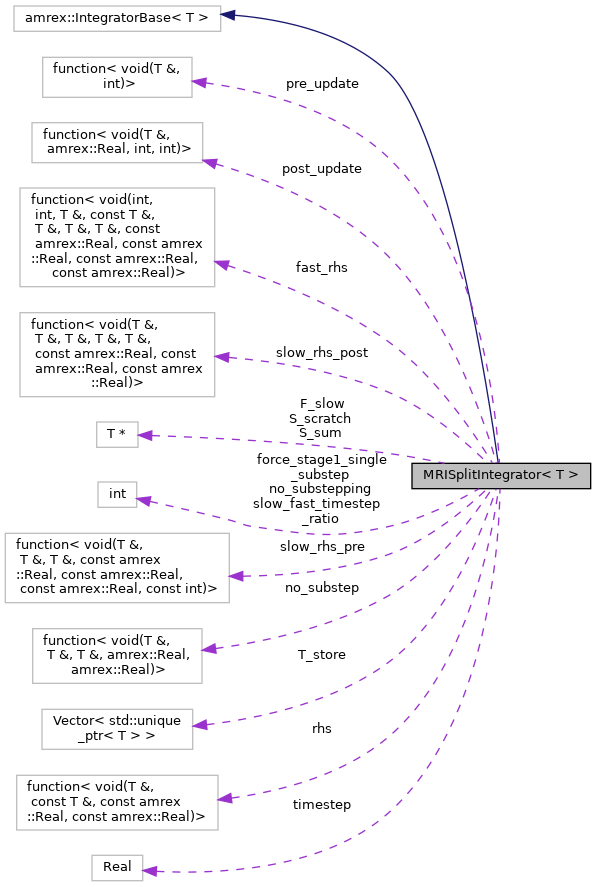 amrex::IntegratorBase< T >
function< void(T &,
int)>
pre_update
function< void(T &,
amrex::Real, int, int)>
post_update
function< void(int,
int, T &, const T &,
T &, T &, T &, const
amrex::Real, const amrex
::Real, const amrex::Real,
const amrex::Real)>
fast_rhs
function< void(T &,
T &, T &, T &, T &,
const amrex::Real, const
amrex::Real, const amrex
::Real)>
slow_rhs_post
T *
F_slow
S_scratch
S_sum
MRISplitIntegrator< T >
int
force_stage1_single
_substep
no_substepping
slow_fast_timestep
_ratio
function< void(T &,
T &, T &, const amrex
::Real, const amrex::Real,
const amrex::Real, const int)>
slow_rhs_pre
no_substep
function< void(T &,
T &, T &, amrex::Real,
amrex::Real)>
T_store
Vector< std::unique
_ptr< T > >
rhs
function< void(T &,
const T &, const amrex
::Real, const amrex::Real)>
timestep
Real